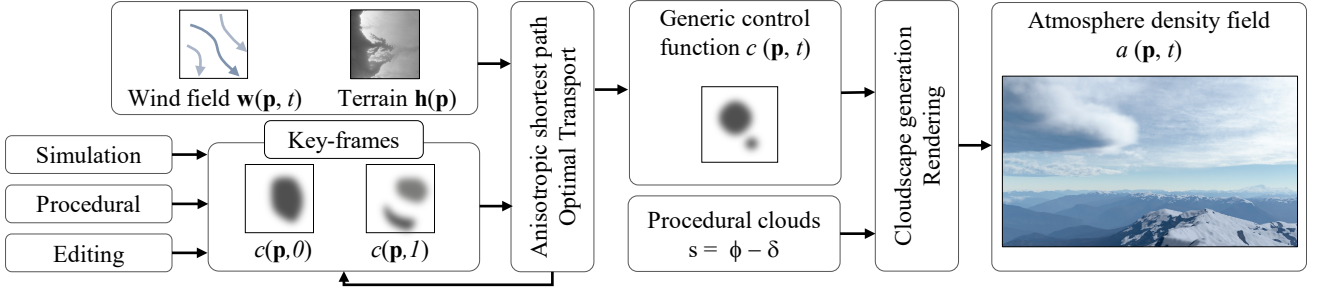 Wind field w(p, t)
Terrain h(p)
Key-frames
Simulation
Procedural
Editing
c(p,0)
c(p,1)
Anisotropic shortest path
Optimal Transport
Generic control
function c (p, t)
Procedural clouds
s = ϕ − δ
Cloudscape generation
Rendering
Atmosphere density field
a (p, t)